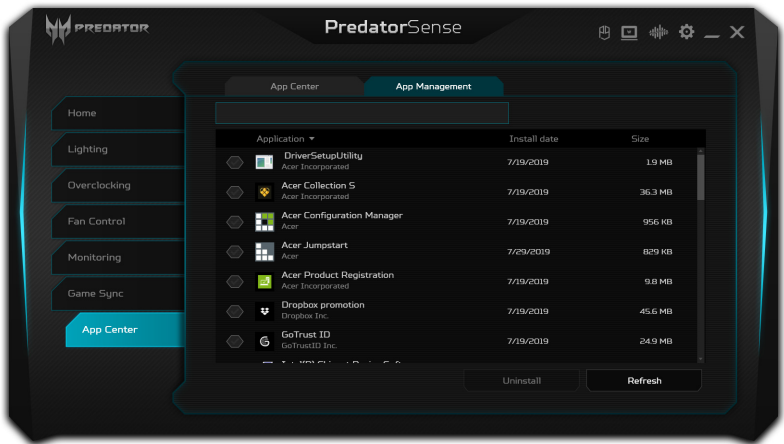 PREDATOR
PredatorSense
App Center
App Management
Home
Lighting
Overclocking
Fan Control
Monitoring
Game Sync
App Center
Application Install date Size
DriverSetupUtility
Acer Incorporated
7/19/2019 1.9 MB
Acer Collection S
Acer Incorporated
7/19/2019 36.3 MB
Acer Configuration Manager
Acer
7/19/2019 956 KB
Acer Jumpstart
Acer
7/29/2019 829 KB
Acer Product Registration
Acer Incorporated
7/19/2019 9.8 MB
Dropbox promotion
Dropbox Inc.
7/19/2019 45.6 MB
GoTrust ID
GoTrustID Inc.
7/19/2019 24.9 MB
Uninstall
Refresh